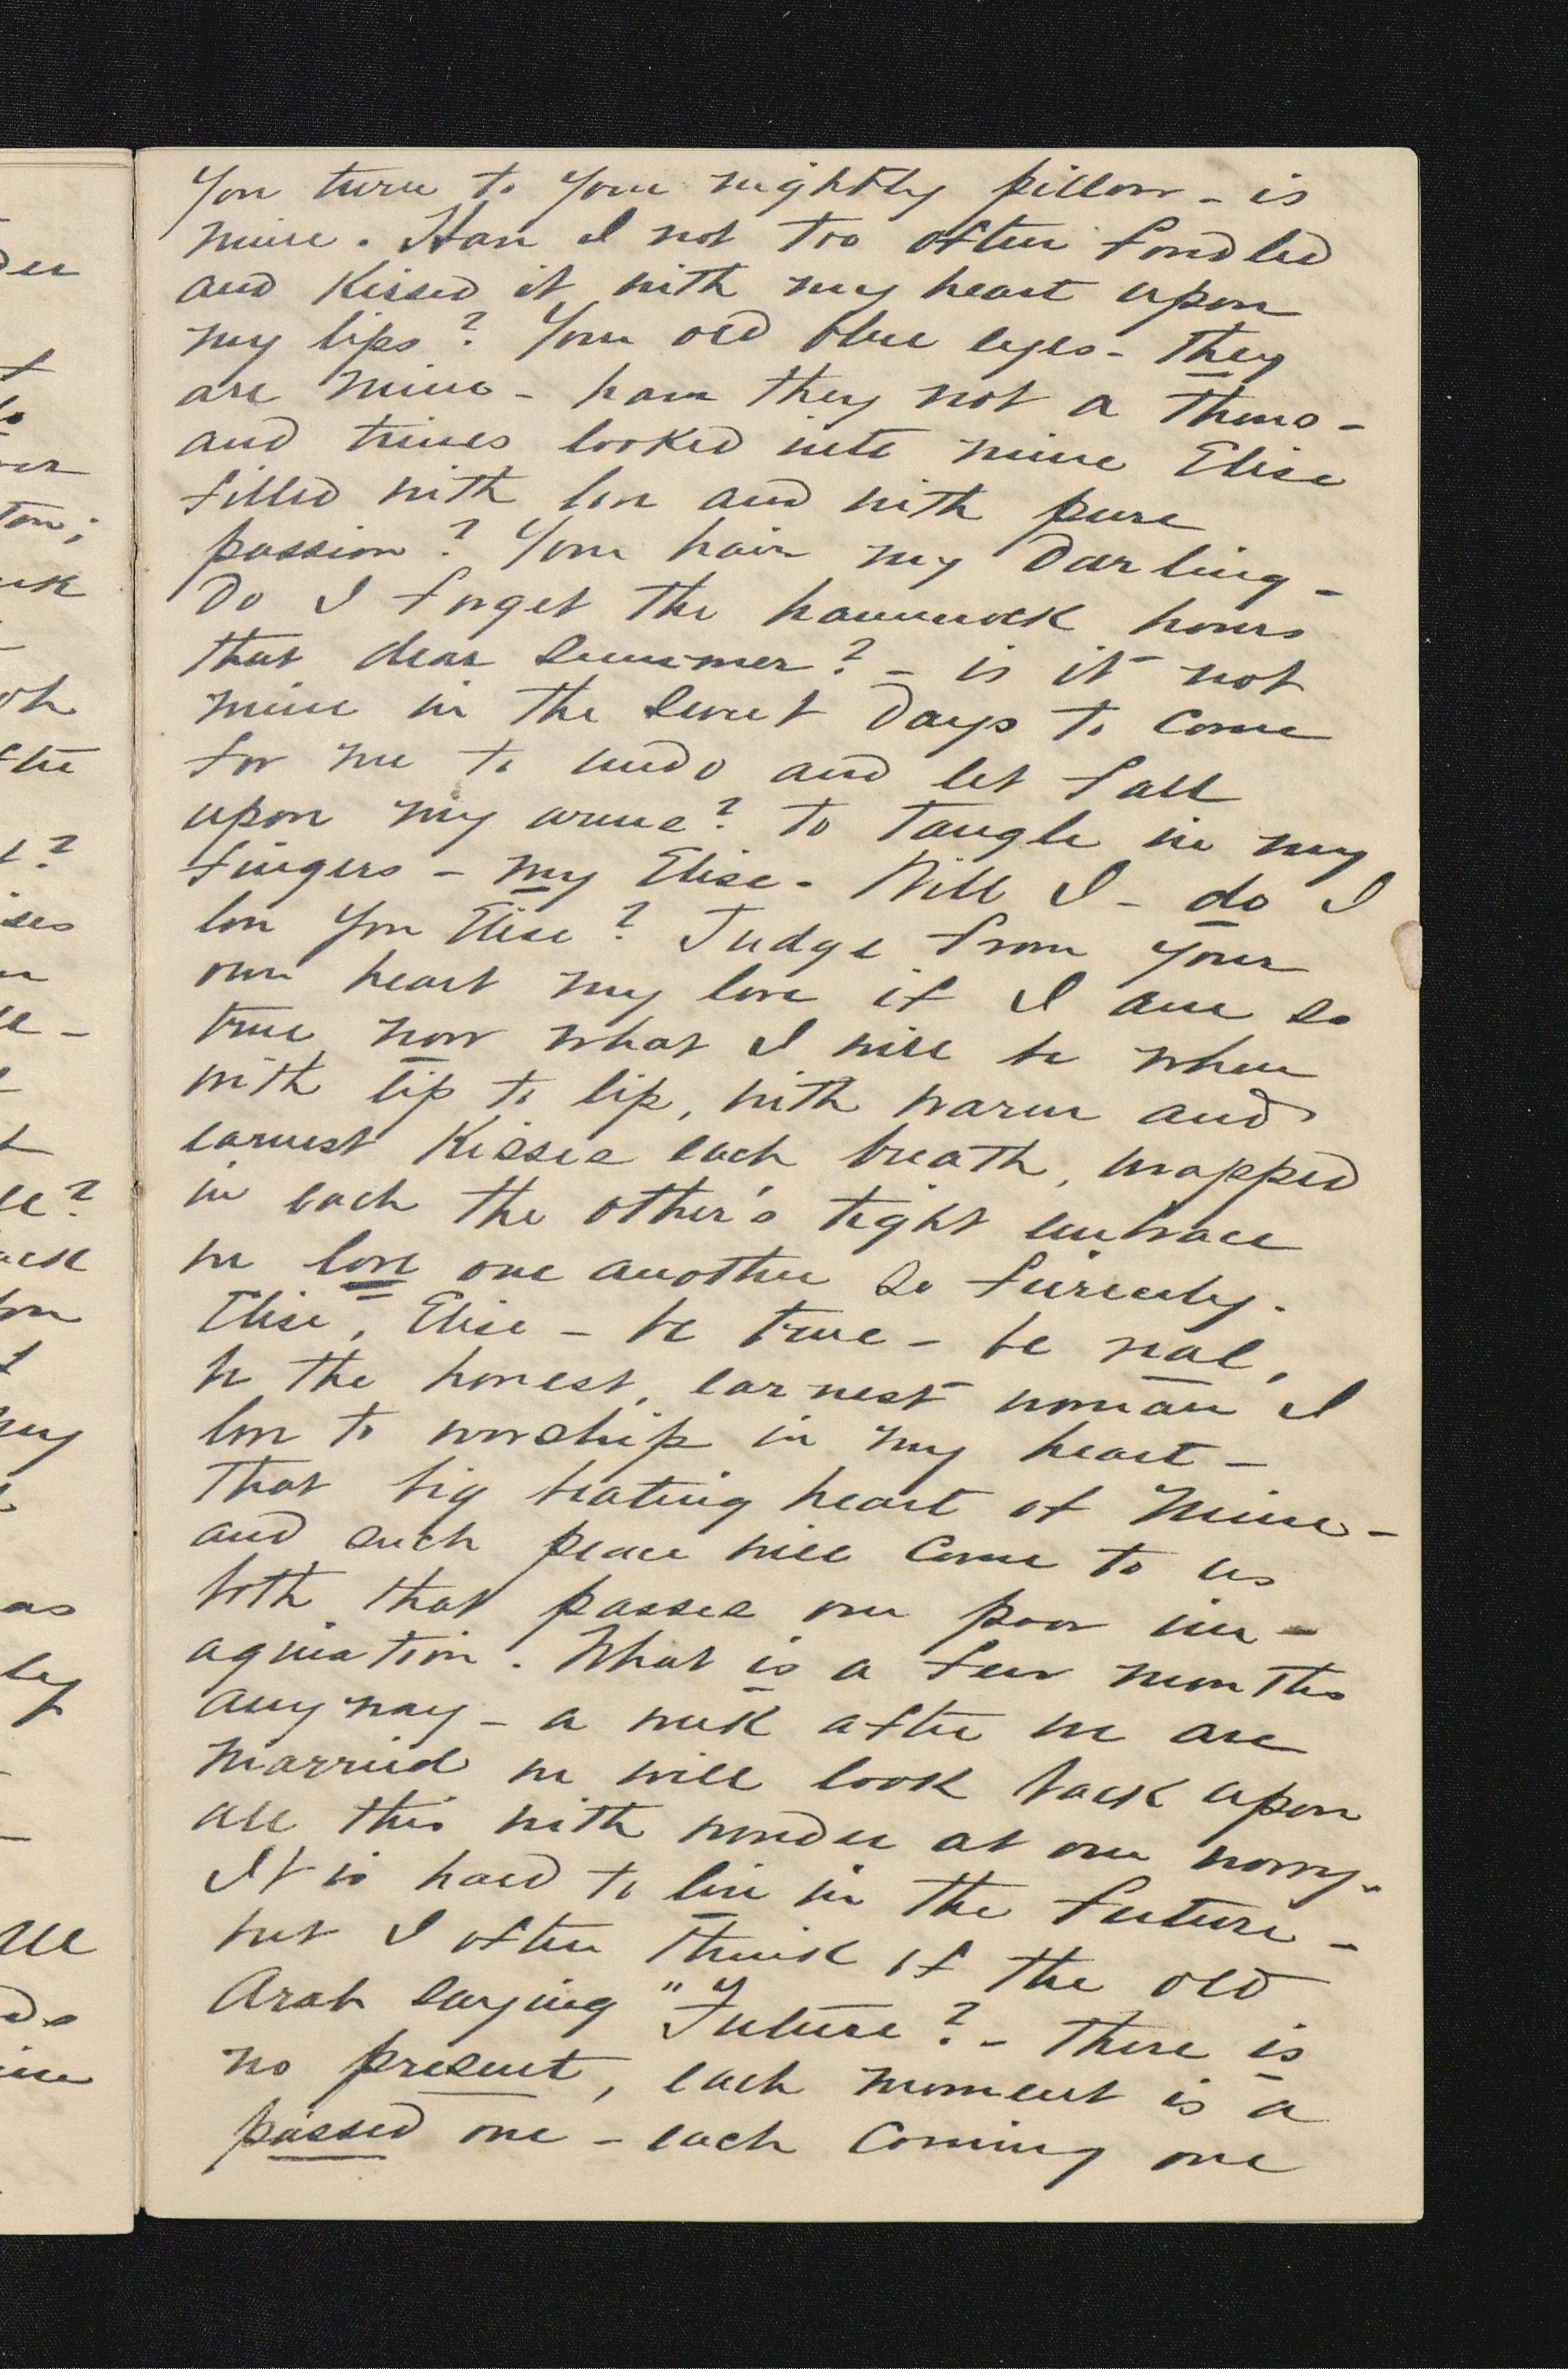 you turn to your nightly pillow - is
mine. Have I not too often fondled
and kissed it with my heart upon
my lips? Your old blue eyes - they
are mine - have they not a thous-
and times looked into mine Elise
filled with love and with pure
passion? Your hair my darling -
do I forget the hammock hours
that dear summer? - is it not
mine in the sweet days to come
for me to undo and let fall
upon my arms? to tangle in my
fingers - my Elise - Will I - do I
love you Elise? Judge from your
own heart my love if I am so
true now what I will be when
with lip to lip, with warm and
earnest kisses each breath, wrapped
in each the other's tight embrace
we love one another so fiercely.
Elise, Elise - be true - be real,
be the honest, earnest woman I
love to worship in my heart -
that big beating heart of mine -
and such peace will come to us
both that passes our poor im-
agination. What is a few months
anyway - a week after we are
married we will look back upon
all this with wonder at our worry.
It is hard to live in the future -
but I often think of the old
Arab saying "Future? - there is
no present, each moment is a
passed one - each coming one